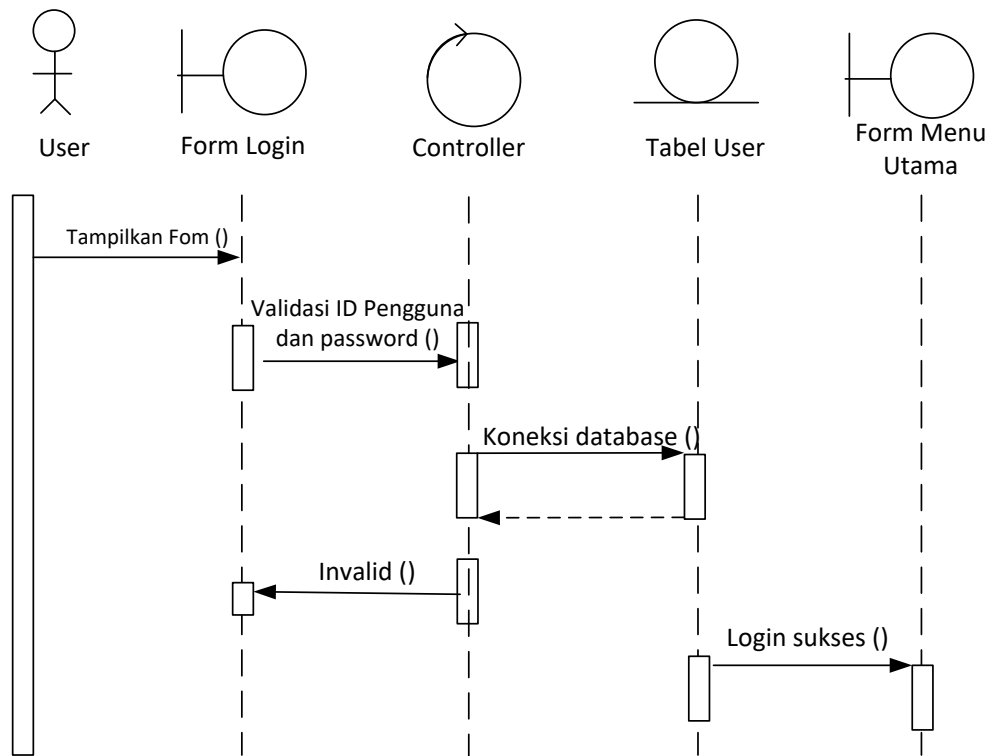 User
Form Login
Controller
Tabel User
Form Menu
Utama
Tampilkan Fom ()
Validasi ID Pengguna
dan password ()
Koneksi database ()
Invalid ()
Login sukses ()